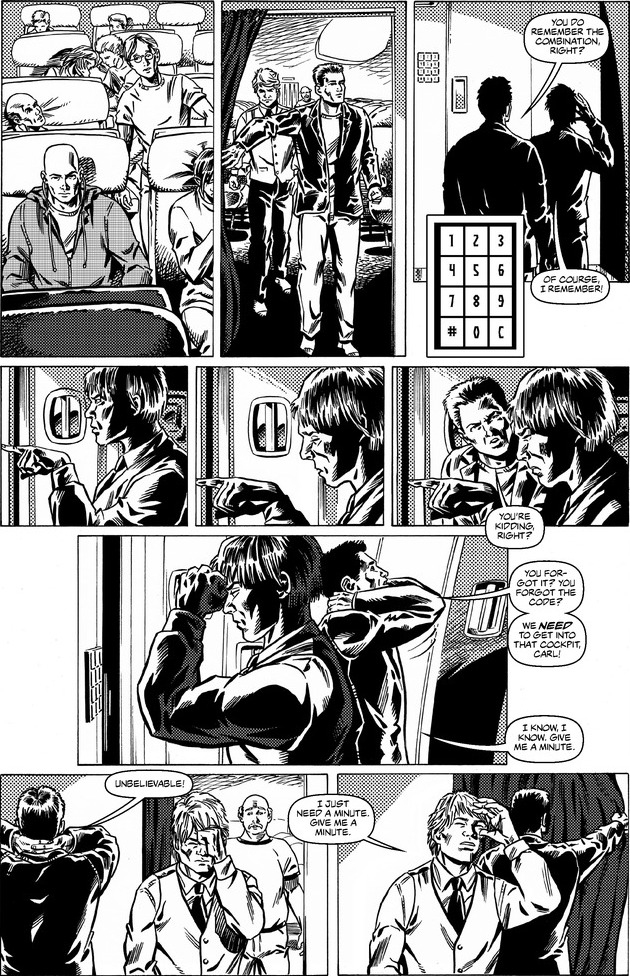 YOU DO
REMEMBER THE
COMBINATION,
RIGHT?
1 2 3
4 5 6
7 8 9
# 0 C
OF COURSE,
I REMEMBER!
YOU'RE
KIDDING,
RIGHT?
YOU FOR-
GOT IT? YOU
FORGOT THE
CODE?
WE NEED
TO GET INTO
THAT COCKPIT,
CARL!
I KNOW, I
KNOW. GIVE
ME A MINUTE.
UNBELIEVABLE!
I JUST
NEED A MINUTE.
GIVE ME A
MINUTE.